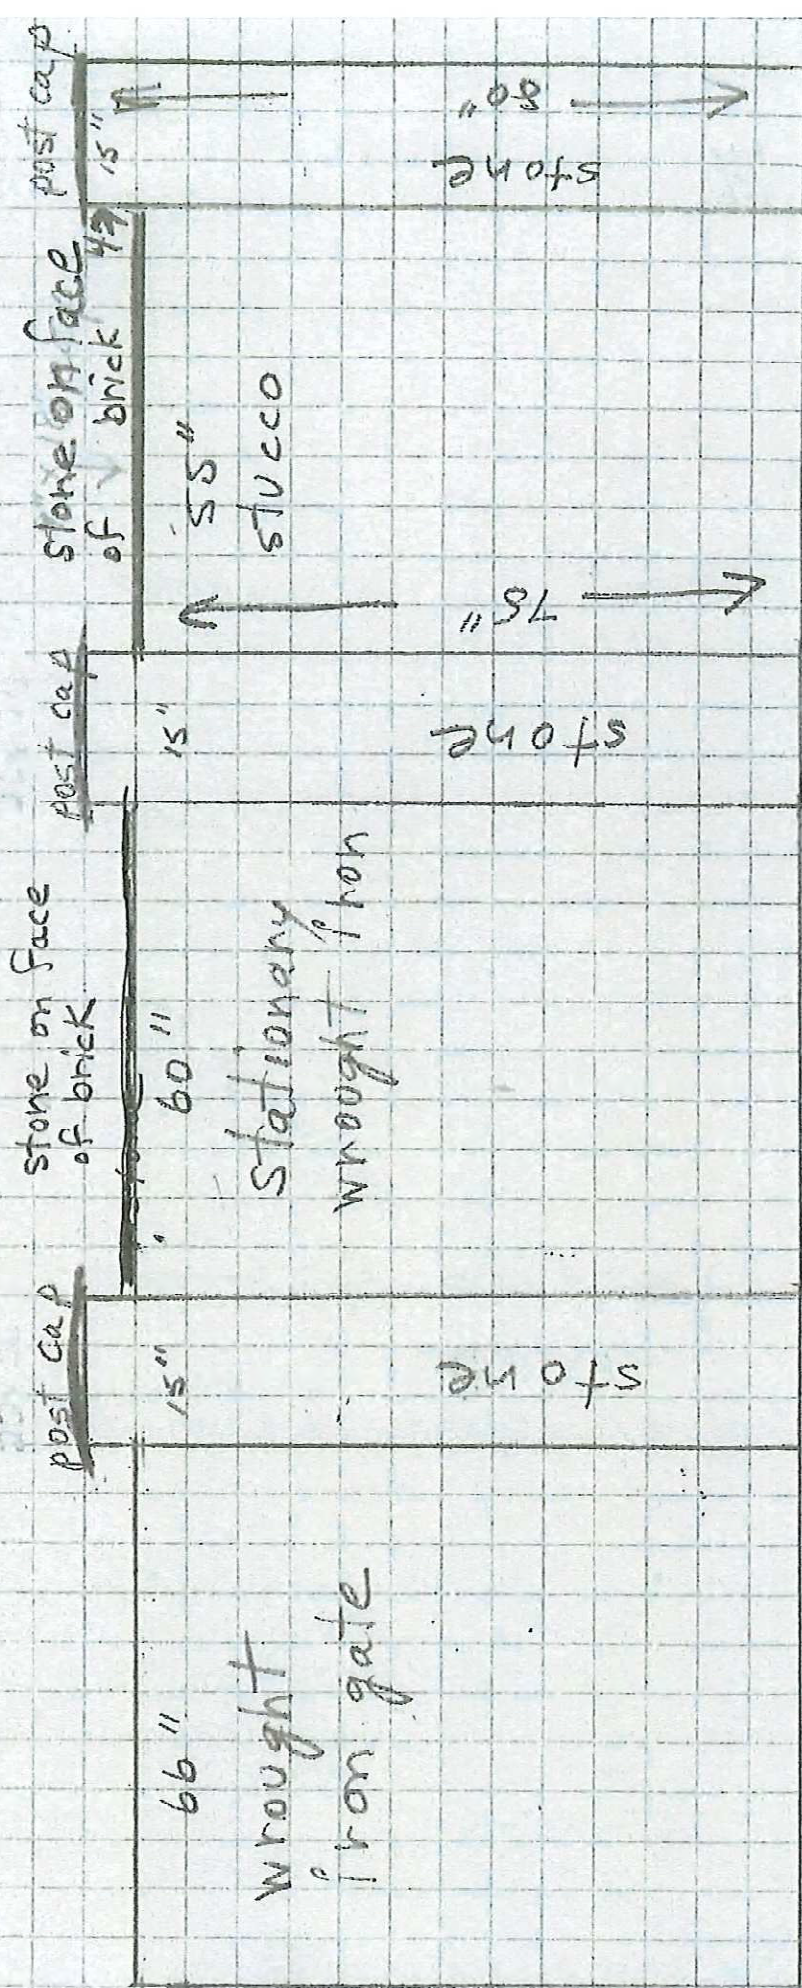 wrought
iron gate
66"
post cap
15"
stone
stone on face
of brick
60"
stationary
wrought iron
post cap
15"
stone
stone on face
of brick
55"
stucco
75"
post cap
15"
80"
stone